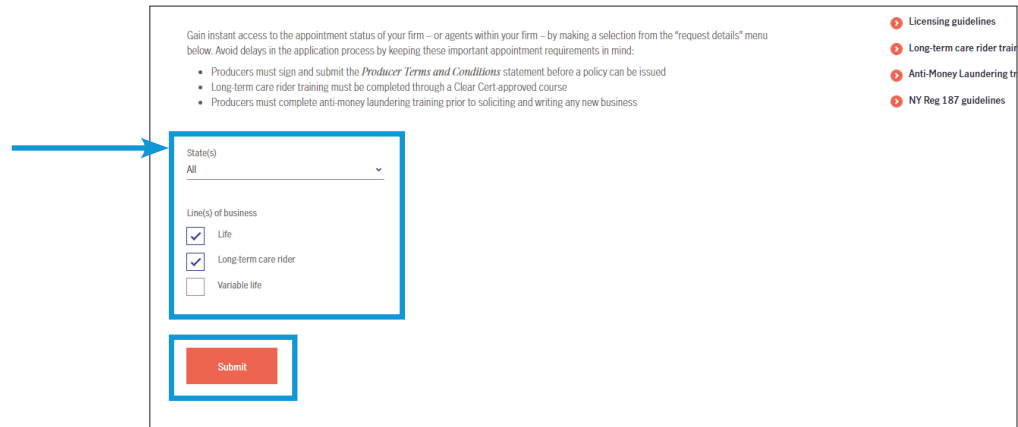 Gain instant access to the appointment status of your firm – or agents within your firm – by making a selection from the “request details” menu
below. Avoid delays in the application process by keeping these important appointment requirements in mind:
• Producers must sign and submit the Producer Terms and Conditions statement before a policy can be issued
• Long-term care rider training must be completed through a Clear Cert-approved course
• Producers must complete anti-money laundering training prior to soliciting and writing any new business
State(s)
All
Line(s) of business
Life
Long-term care rider
Variable life
Submit
Licensing guidelines
Long-term care rider
Anti-Money Laundering
NY Reg 187 guidelines